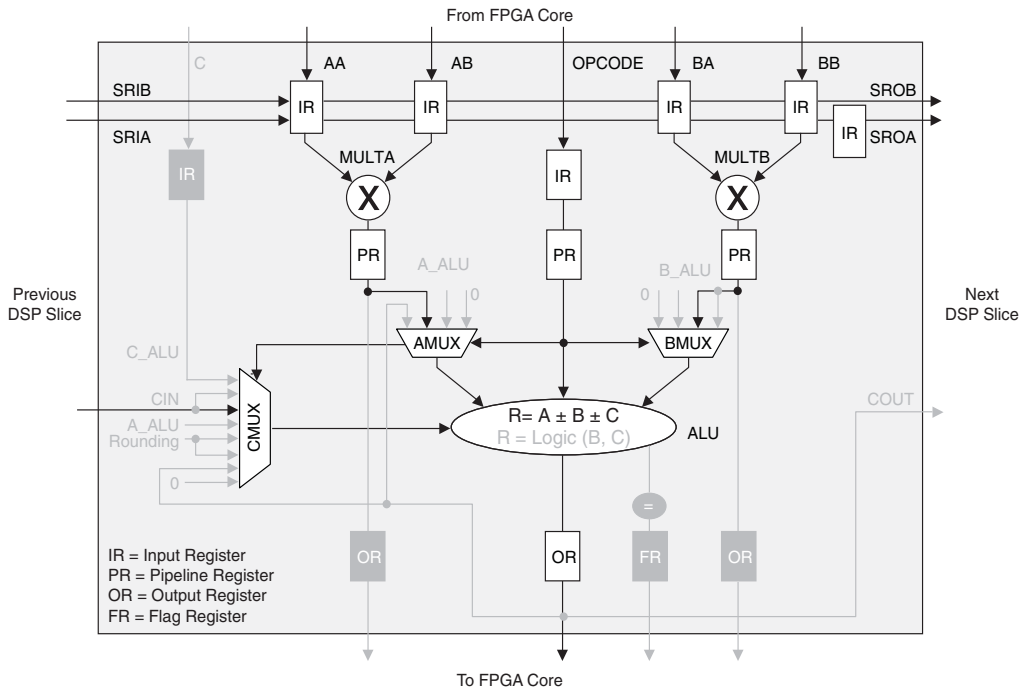 From FPGA Core
C
AA
AB
OPCODE
BA
BB
SRIB
SROB
IR
IR
IR
IR
SRIA
IR
SROA
MULTA
MULTB
IR
IR
X
X
PR
PR
PR
A_ALU
B_ALU
0
0
Previous
DSP Slice
Next
DSP Slice
AMUX
BMUX
C_ALU
CIN
COUT
R= A ± B ± C
A_ALU
CMUX
R = Logic (B, C)
ALU
Rounding
0
=
IR = Input Register
OR
OR
FR
OR
PR = Pipeline Register
OR = Output Register
FR = Flag Register
To FPGA Core